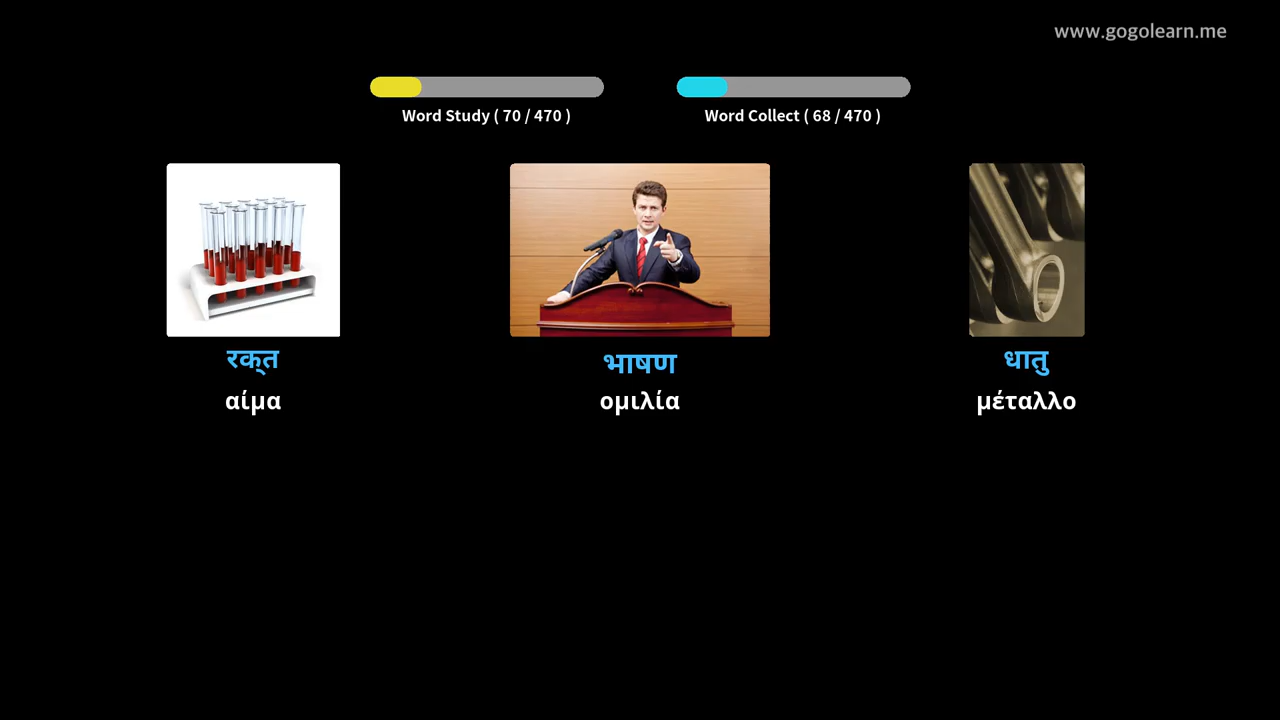 www.gogolearn.me
Word Study ( 70 / 470 )
Word Collect ( 68 / 470 )
रक्त
भाषण
धातु
αίμα
ομιλία
μέταλλο